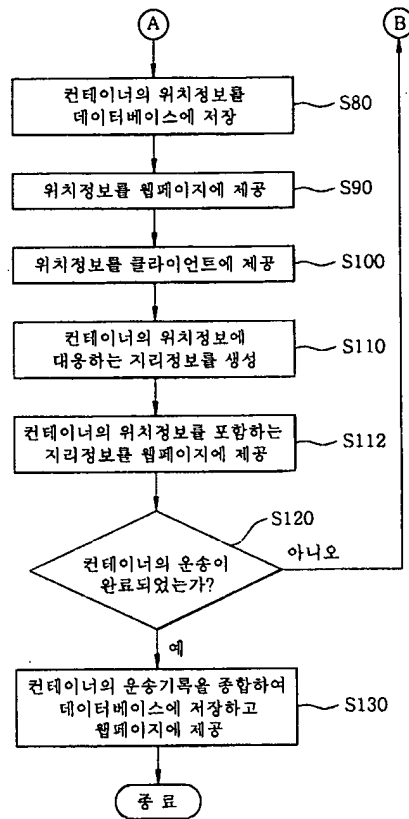 A
B
컨테이너의 위치정보를
데이터베이스에 저장
S80
위치정보를 웹페이지에 제공
S90
위치정보를 클라이언트에 제공
S100
컨테이너의 위치정보에
대응하는 지리정보를 생성
S110
컨테이너의 위치정보를 포함하는
지리정보를 웹페이지에 제공
S112
S120
컨테이너의 운송이
완료되었는가?
아니오
예
컨테이너의 운송기록을 종합하여
데이터베이스에 저장하고
웹페이지에 제공
S130
종 료